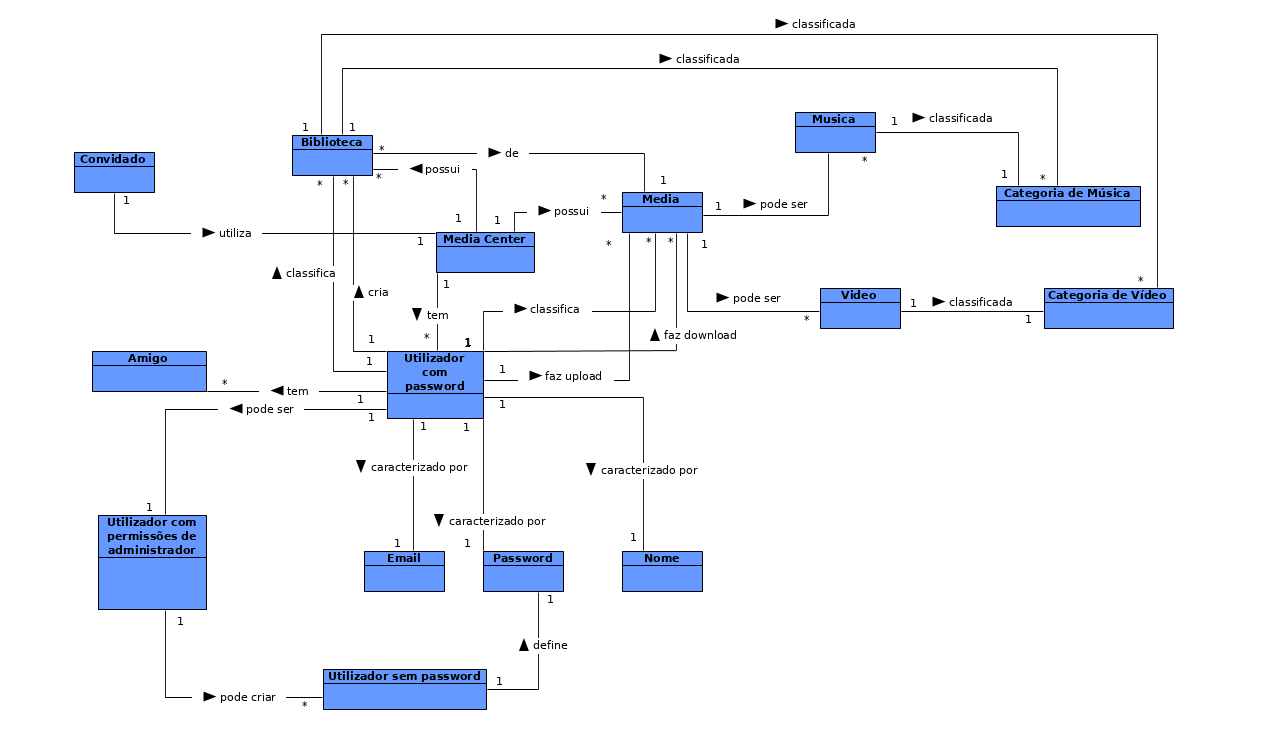 ► classificada
► classificada
1
1
Biblioteca
*
► de
◄ possui
*
*
*
Musica
1
► classificada
*
Convidado
1
1
*
Categoria de Música
1
Media
*
1
► pode ser
► possui
1
1
► utiliza
1
Media Center
*
*
*
1
▲ classifica
1
▲ cria
*
Video
1
► classificada
1
Categoria de Vídeo
► pode ser
*
► classifica
▼ tem
*
▲ faz download
1
1
1
Utilizador
com
password
1
► faz upload
Amigo
*
◄ tem
1
◄ pode ser
1
1
1
1
▼ caracterizado por
▼ caracterizado por
▼ caracterizado por
1
Utilizador com
permissões de
administrador
1
1
1
Email
Password
Nome
1
1
▲ define
Utilizador sem password
1
► pode criar
*